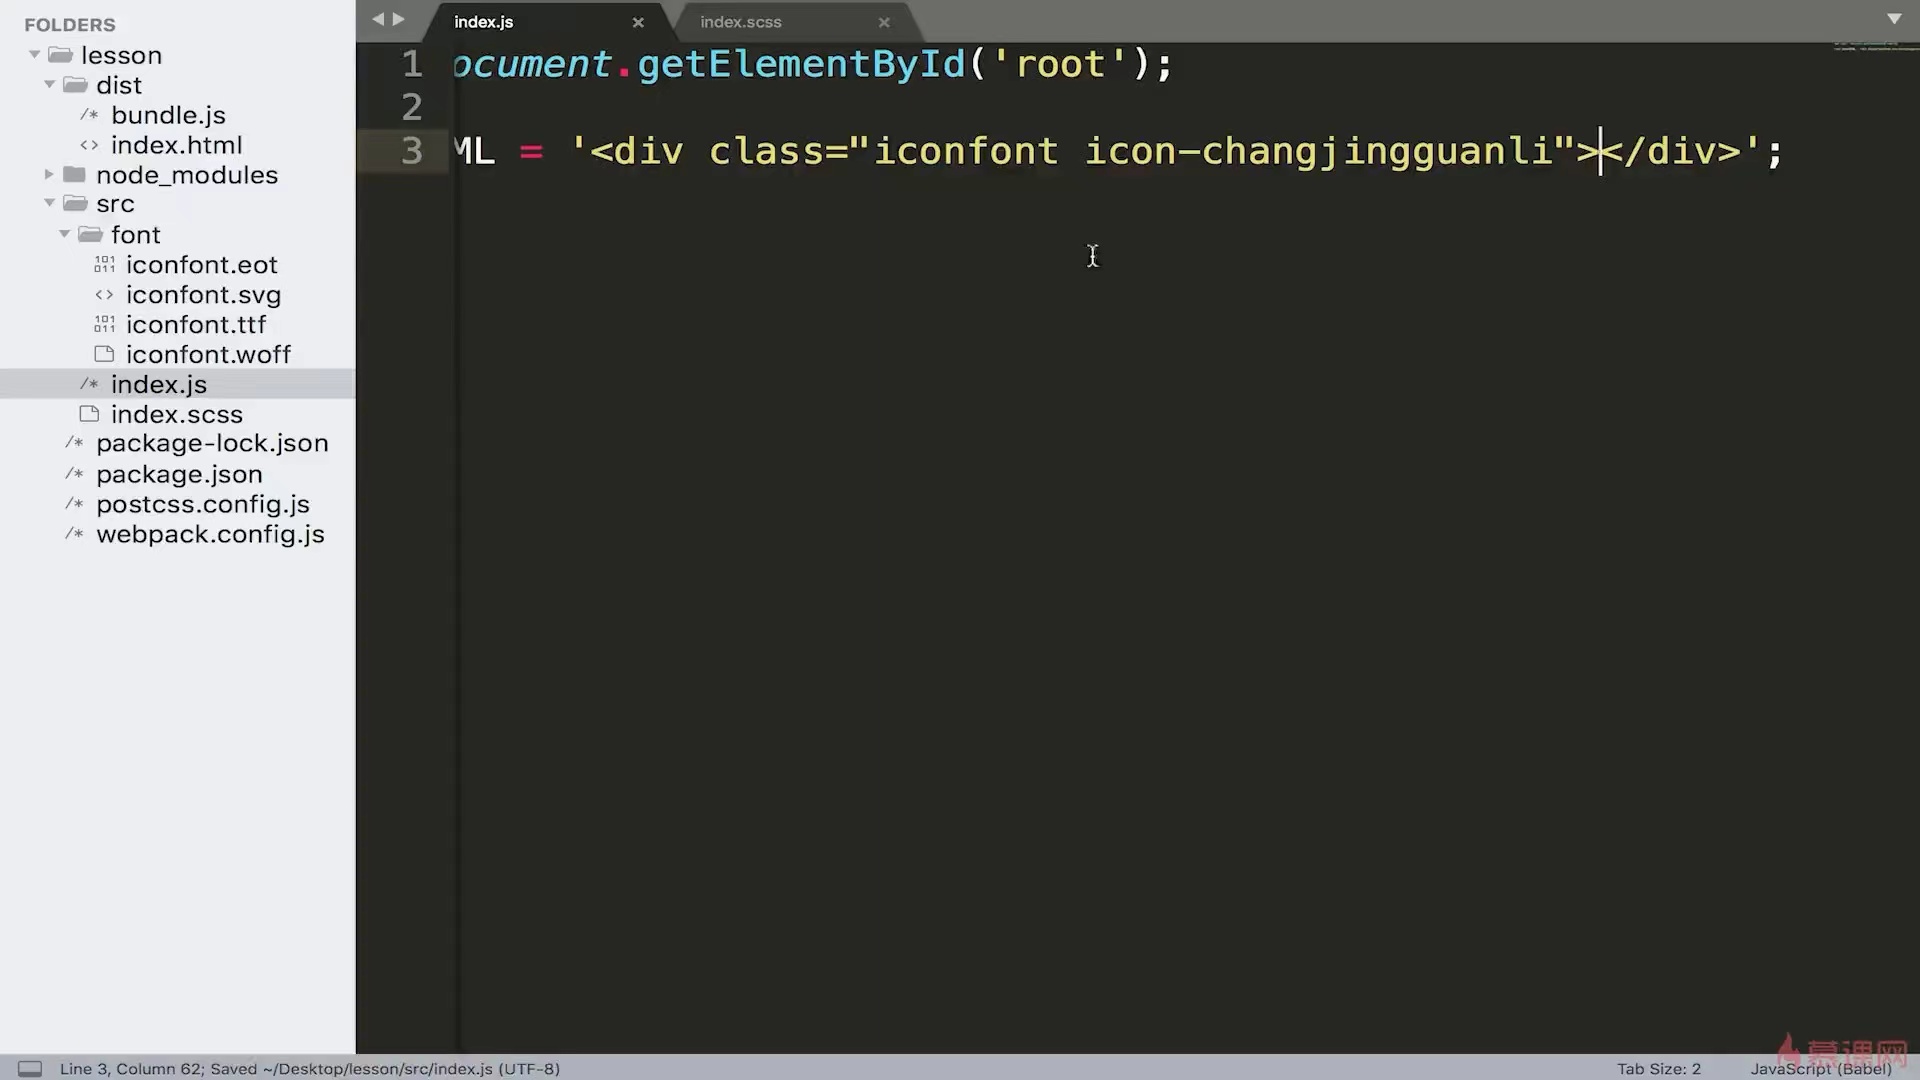 FOLDERS
lesson
dist
bundle.js
index.html
node_modules
src
font
iconfont.eot
iconfont.svg
iconfont.ttf
iconfont.woff
index.js
index.scss
package-lock.json
package.json
postcss.config.js
webpack.config.js
index.js
index.scss
1 ocument.getElementById('root');
2
3 ML = '<div class="iconfont icon-changjingguanli"></div>';
慕课网
Line 3, Column 62; Saved ~/Desktop/lesson/src/index.js (UTF-8)
Tab Size: 2
JavaScript (Babel)